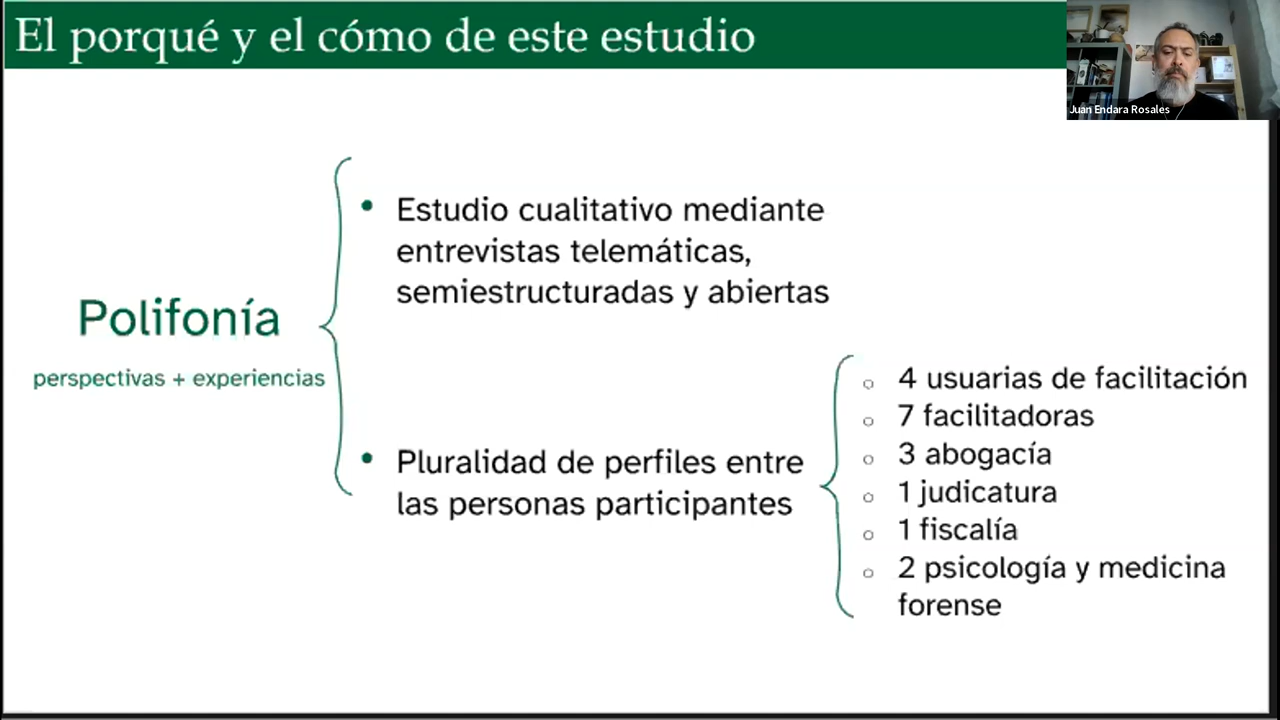 El porqué y el cómo de este estudio
Juan Endara Rosales
Polifonía
perspectivas + experiencias
• Estudio cualitativo mediante
entrevistas telemáticas,
semiestructuradas y abiertas
• Pluralidad de perfiles entre
las personas participantes
○ 4 usuarias de facilitación
○ 7 facilitadoras
○ 3 abogacía
○ 1 judicatura
○ 1 fiscalía
○ 2 psicología y medicina
forense